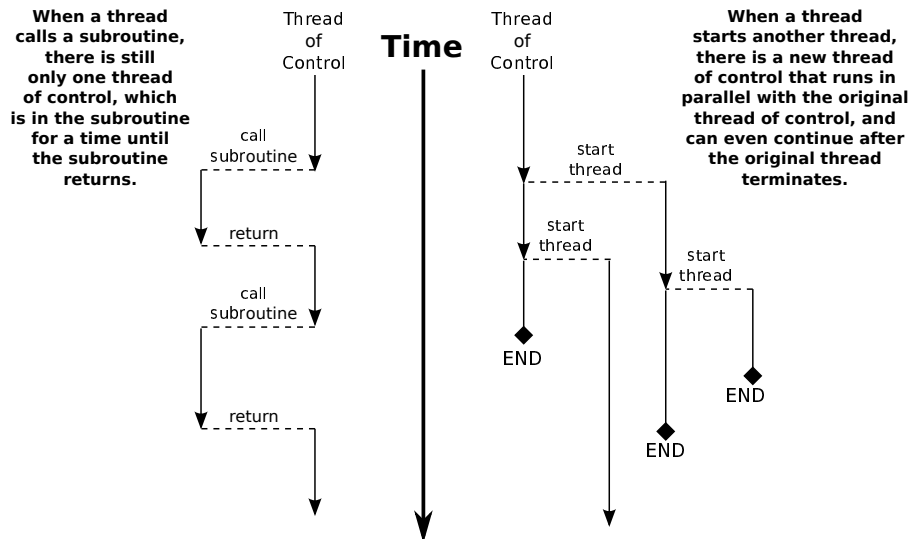 When a thread
calls a subroutine,
there is still
only one thread
of control, which
is in the subroutine
for a time until
the subroutine
returns.
Thread
of
Control
call
subroutine
return
call
subroutine
return
Time
Thread
of
Control
start
thread
start
thread
END
start
thread
END
END
When a thread
starts another thread,
there is a new thread
of control that runs in
parallel with the original
thread of control, and
can even continue after
the original thread
terminates.